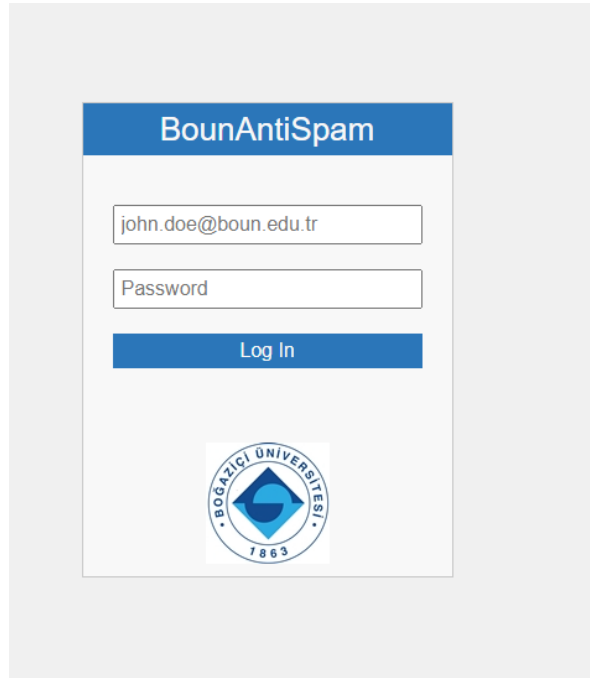 BounAntiSpam
john.doe@boun.edu.tr
Password
Log In
BOĞAZİÇİ ÜNİVERSİTESİ
1863